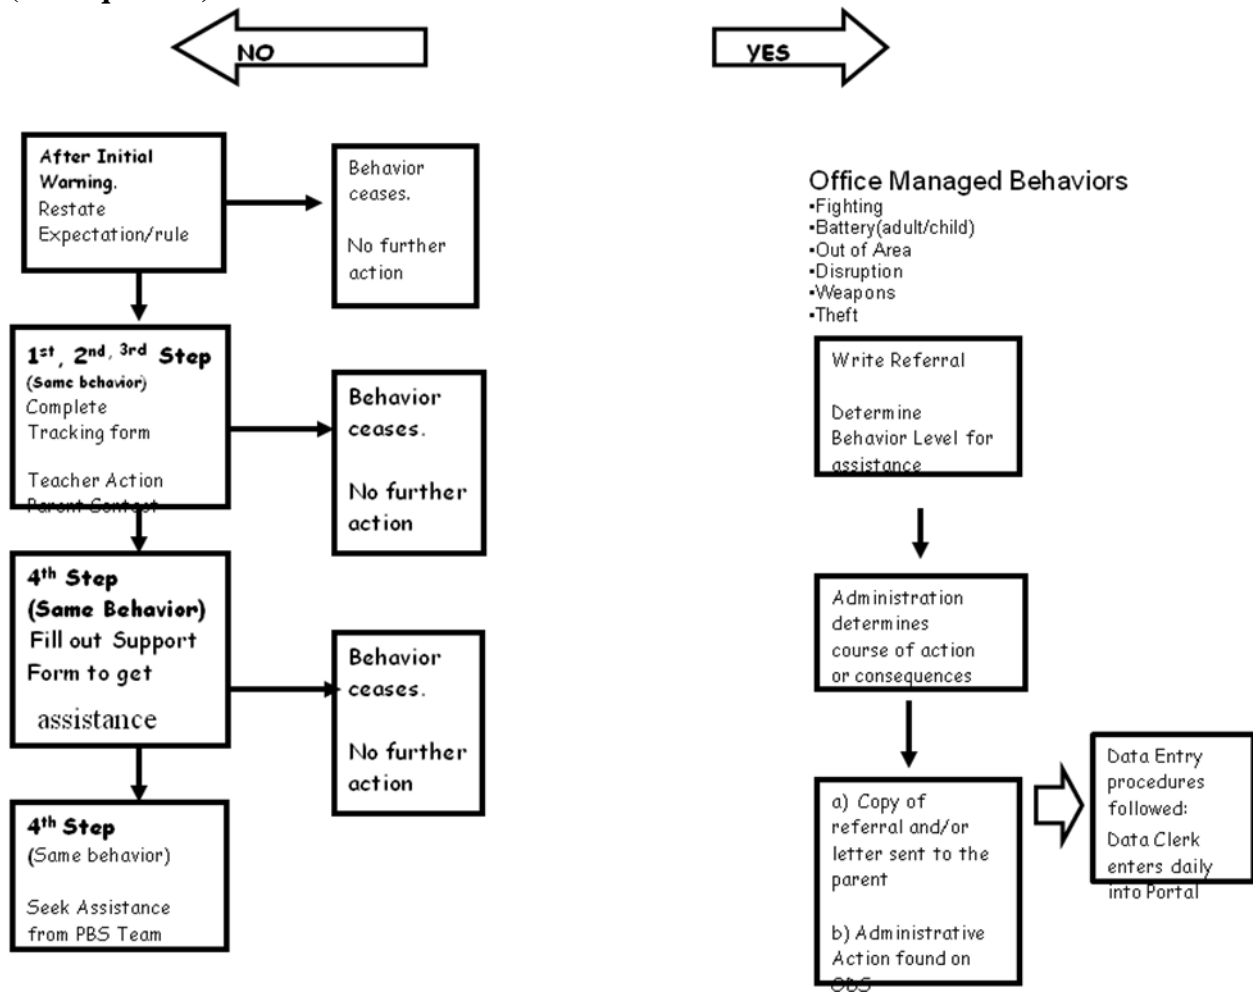 NO
YES
After Initial
Warning.
Restate
Expectation/rule
Behavior
ceases.
No further
action
1st, 2nd, 3rd Step
(Same behavior)
Complete
Tracking form
Teacher Action
Parent Contact
Behavior
ceases.
No further
action
4th Step
(Same Behavior)
Fill out Support
Form to get
assistance
Behavior
ceases.
No further
action
4th Step
(Same behavior)
Seek Assistance
from PBS Team
Office Managed Behaviors
▪Fighting
▪Battery(adult/child)
▪Out of Area
▪Disruption
▪Weapons
▪Theft
Write Referral
Determine
Behavior Level for
assistance
Administration
determines
course of action
or consequences
a) Copy of
referral and/or
letter sent to the
parent
b) Administrative
Action found on
Data Entry
procedures
followed:
Data Clerk
enters daily
into Portal